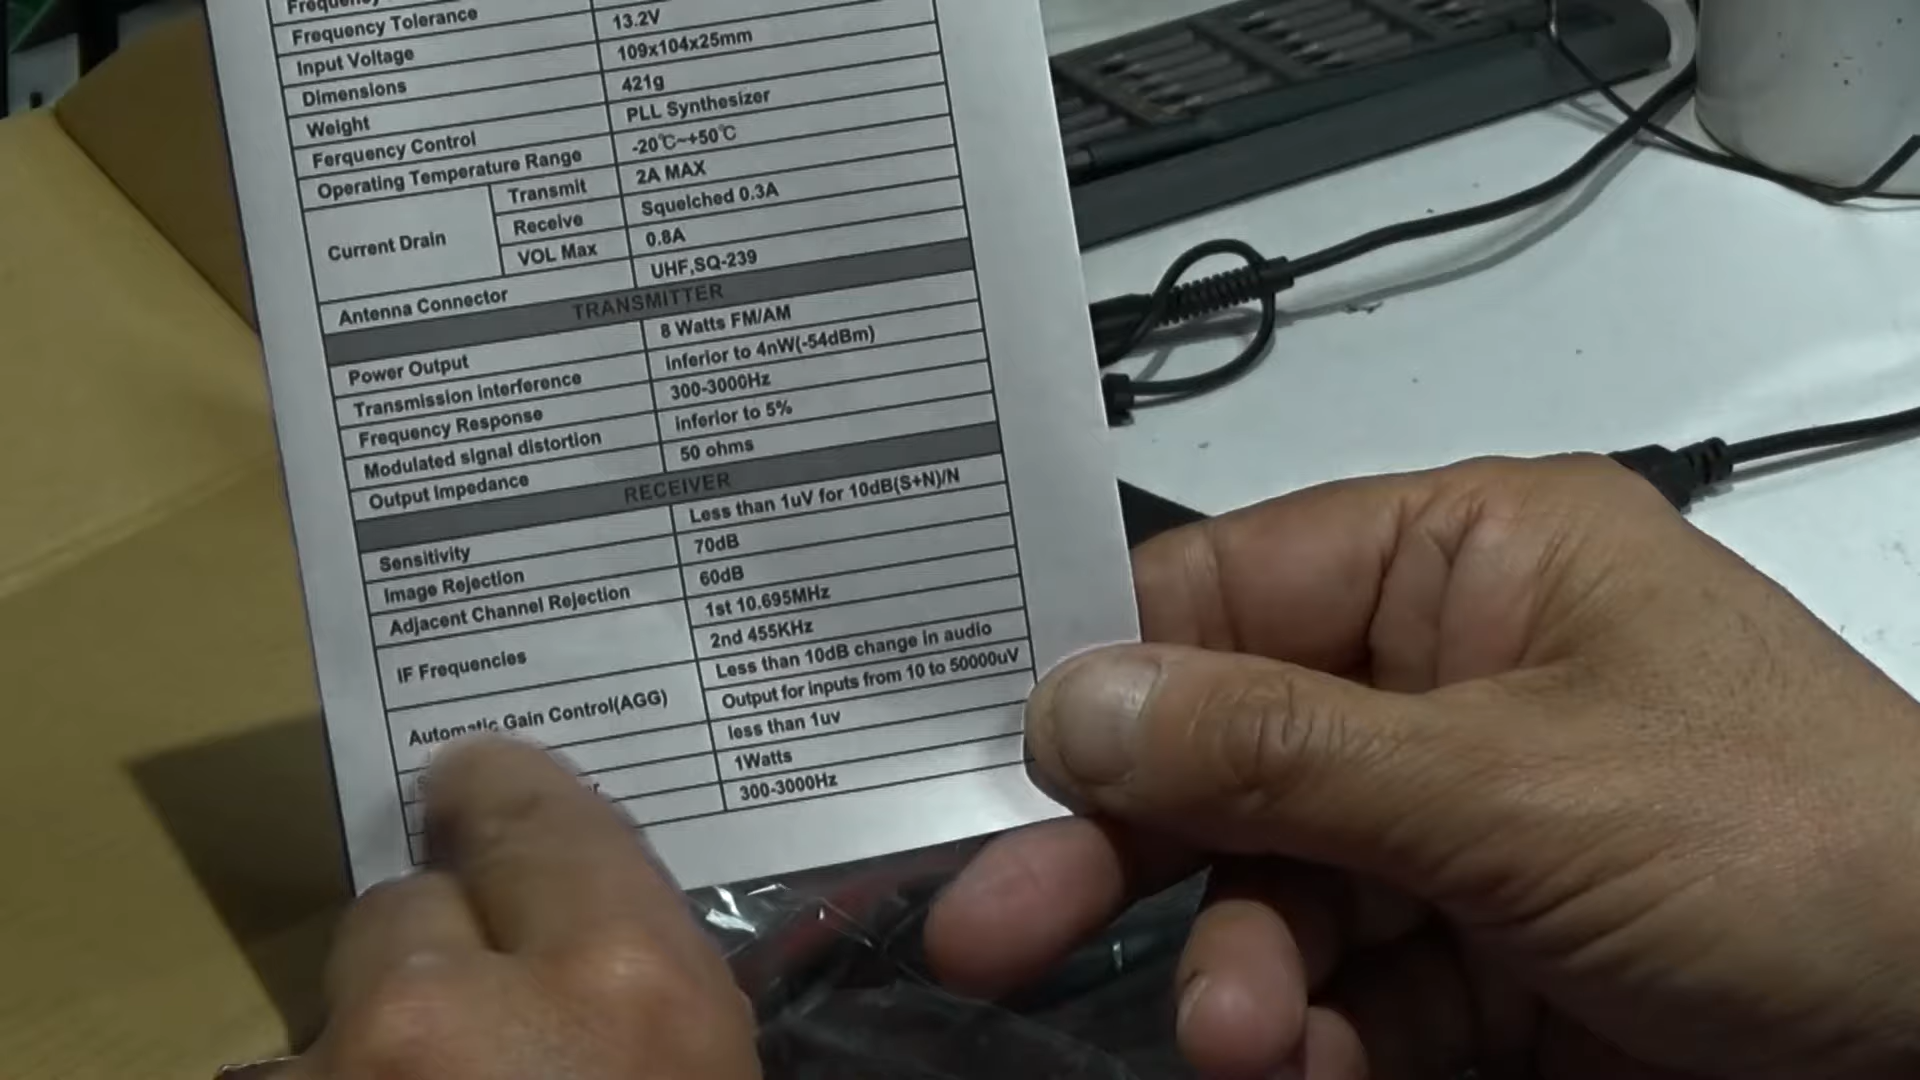 Frequency
Frequency Tolerance
Input Voltage 13.2V
Dimensions 109x104x25mm
Weight 421g
Ferquency Control PLL Synthesizer
Operating Temperature Range -20℃~+50℃
Current Drain Transmit 2A MAX
Receive Squelched 0.3A
VOL Max 0.8A
Antenna Connector UHF,SQ-239
TRANSMITTER
Power Output 8 Watts FM/AM
Transmission interference inferior to 4nW(-54dBm)
Frequency Response 300-3000Hz
Modulated signal distortion inferior to 5%
Output Impedance 50 ohms
RECEIVER
Sensitivity Less than 1uV for 10dB(S+N)/N
Image Rejection 70dB
Adjacent Channel Rejection 60dB
IF Frequencies 1st 10.695MHz
2nd 455KHz
Automatic Gain Control(AGG) Less than 10dB change in audio
Output for inputs from 10 to 50000uV
less than 1uv
1Watts
300-3000Hz